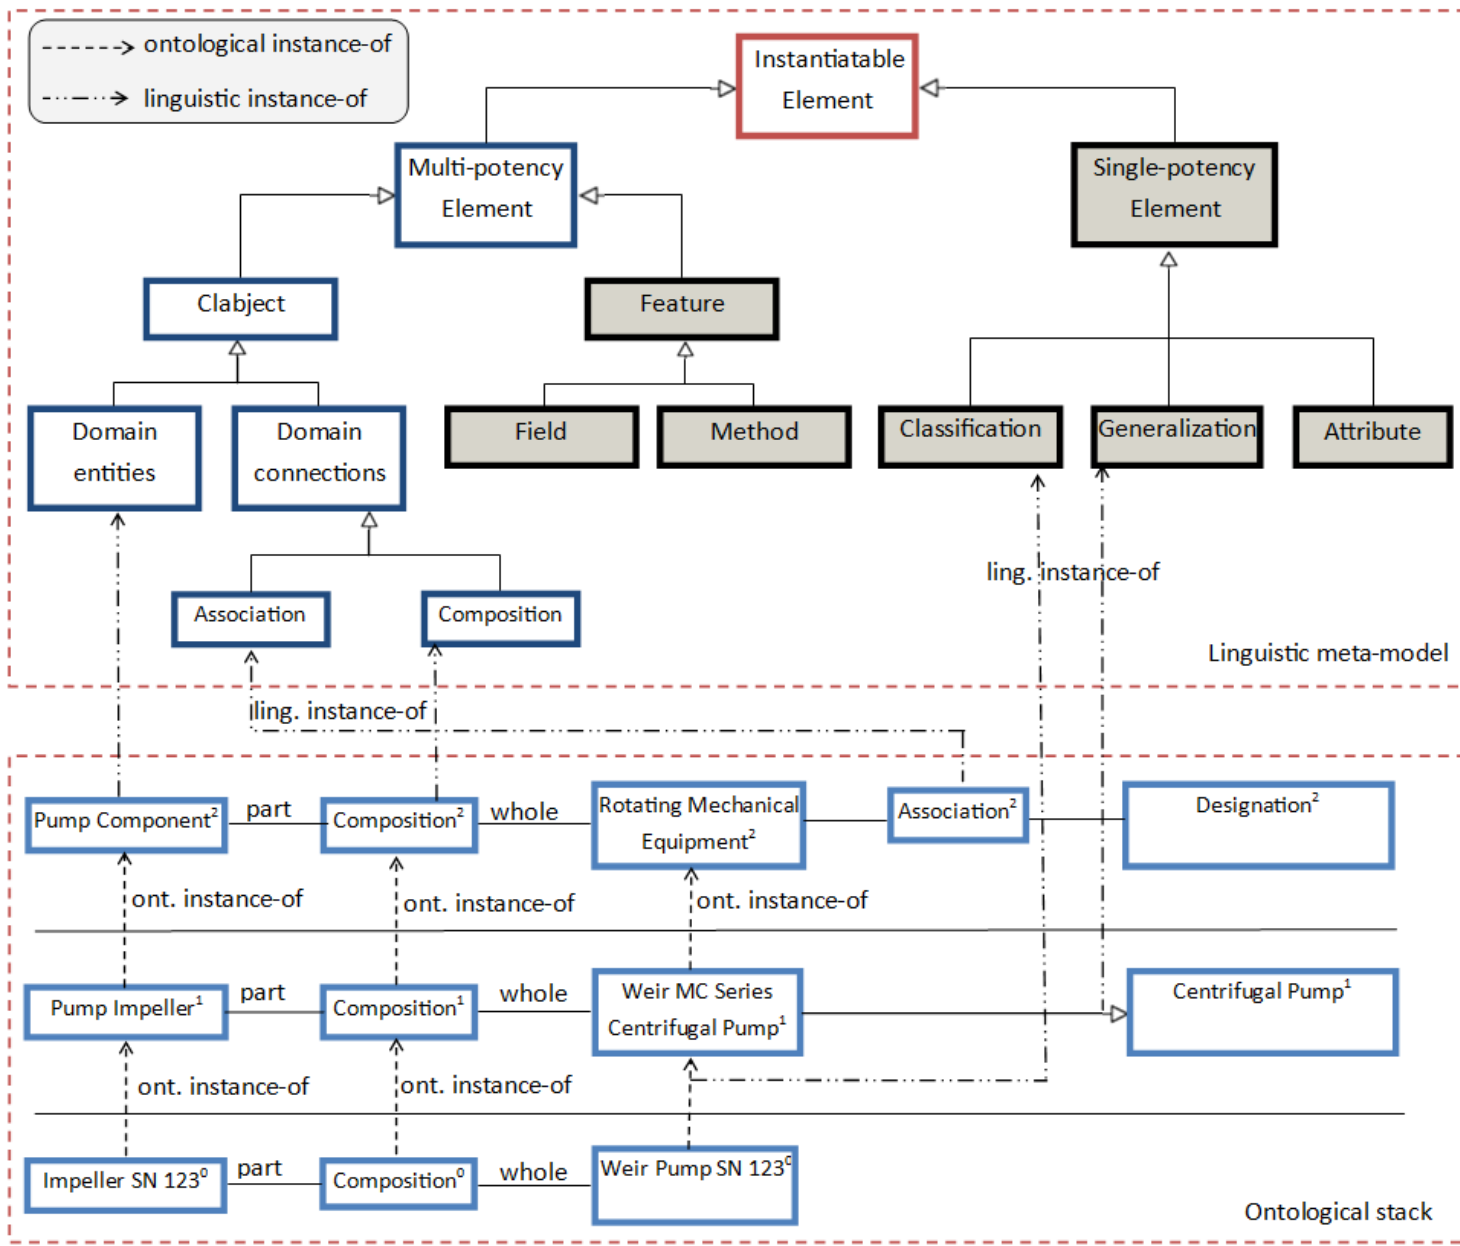 ontological instance-of
linguistic instance-of
Instantiatable
Element
Multi-potency
Element
Single-potency
Element
Clabject
Feature
Domain
entities
Domain
connections
Field
Method
Classification
Generalization
Attribute
ling. instance-of
Association
Composition
Linguistic meta-model
ling. instance-of
Pump Component²
part
Composition²
whole
Rotating Mechanical
Equipment²
Association²
Designation²
ont. instance-of
ont. instance-of
ont. instance-of
Pump Impeller¹
part
Composition¹
whole
Weir MC Series
Centrifugal Pump¹
Centrifugal Pump¹
ont. instance-of
ont. instance-of
Impeller SN 123⁰
part
Composition⁰
whole
Weir Pump SN 123⁰
Ontological stack